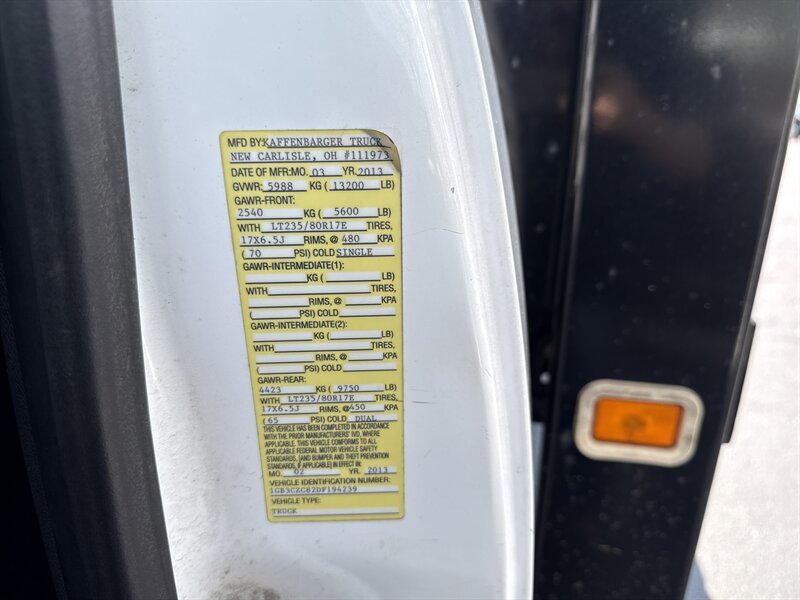 MFD BY: KAFFENBARGER TRUCK
NEW CARLISLE, OH #111973
DATE OF MFR: MO. 03 YR. 2013
GVWR: 5988 KG ( 13200 LB)
GAWR-FRONT:
2540 KG ( 5600 LB)
WITH LT235/80R17E TIRES,
17X6.5J RIMS, @ 480 KPA
( 70 PSI) COLD SINGLE
GAWR-INTERMEDIATE(1):
KG ( LB)
WITH TIRES,
RIMS, @ KPA
( PSI) COLD
GAWR-INTERMEDIATE(2):
KG ( LB)
WITH TIRES,
RIMS, @ KPA
( PSI) COLD
GAWR-REAR:
4423 KG ( 9750 LB)
WITH LT235/80R17E TIRES,
17X6.5J RIMS, @450 KPA
( 65 PSI) COLD DUAL
THIS VEHICLE HAS BEEN COMPLETED IN ACCORDANCE
WITH THE PRIOR MANUFACTURERS' IVD, WHERE
APPLICABLE. THIS VEHICLE CONFORMS TO ALL
APPLICABLE FEDERAL MOTOR VEHICLE SAFETY
STANDARDS, [AND BUMPER AND THEFT PREVENTION
STANDARDS, IF APPLICABLE] IN EFFECT IN
MO. 02 YR. 2013
VEHICLE IDENTIFICATION NUMBER:
1GB3CZC82DF194239
VEHICLE TYPE:
TRUCK